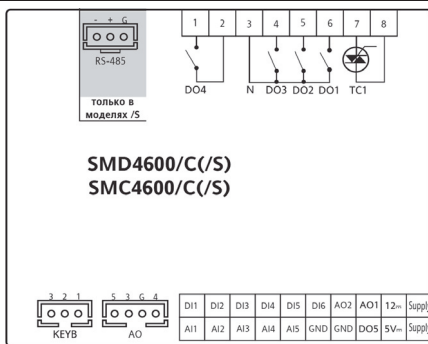 - + G
RS-485
только в
моделях /S
1 2 3 4 5 6 7 8
DO4 N DO3 DO2 DO1 TC1
SMD4600/C(/S)
SMC4600/C(/S)
3 2 1
KEYB
5 3 G 4
AO
DI1 DI2 DI3 DI4 DI5 DI6 AO2 AO1 12⎓ Supply
AI1 AI2 AI3 AI4 AI5 GND GND DO5 5V⎓ Supply